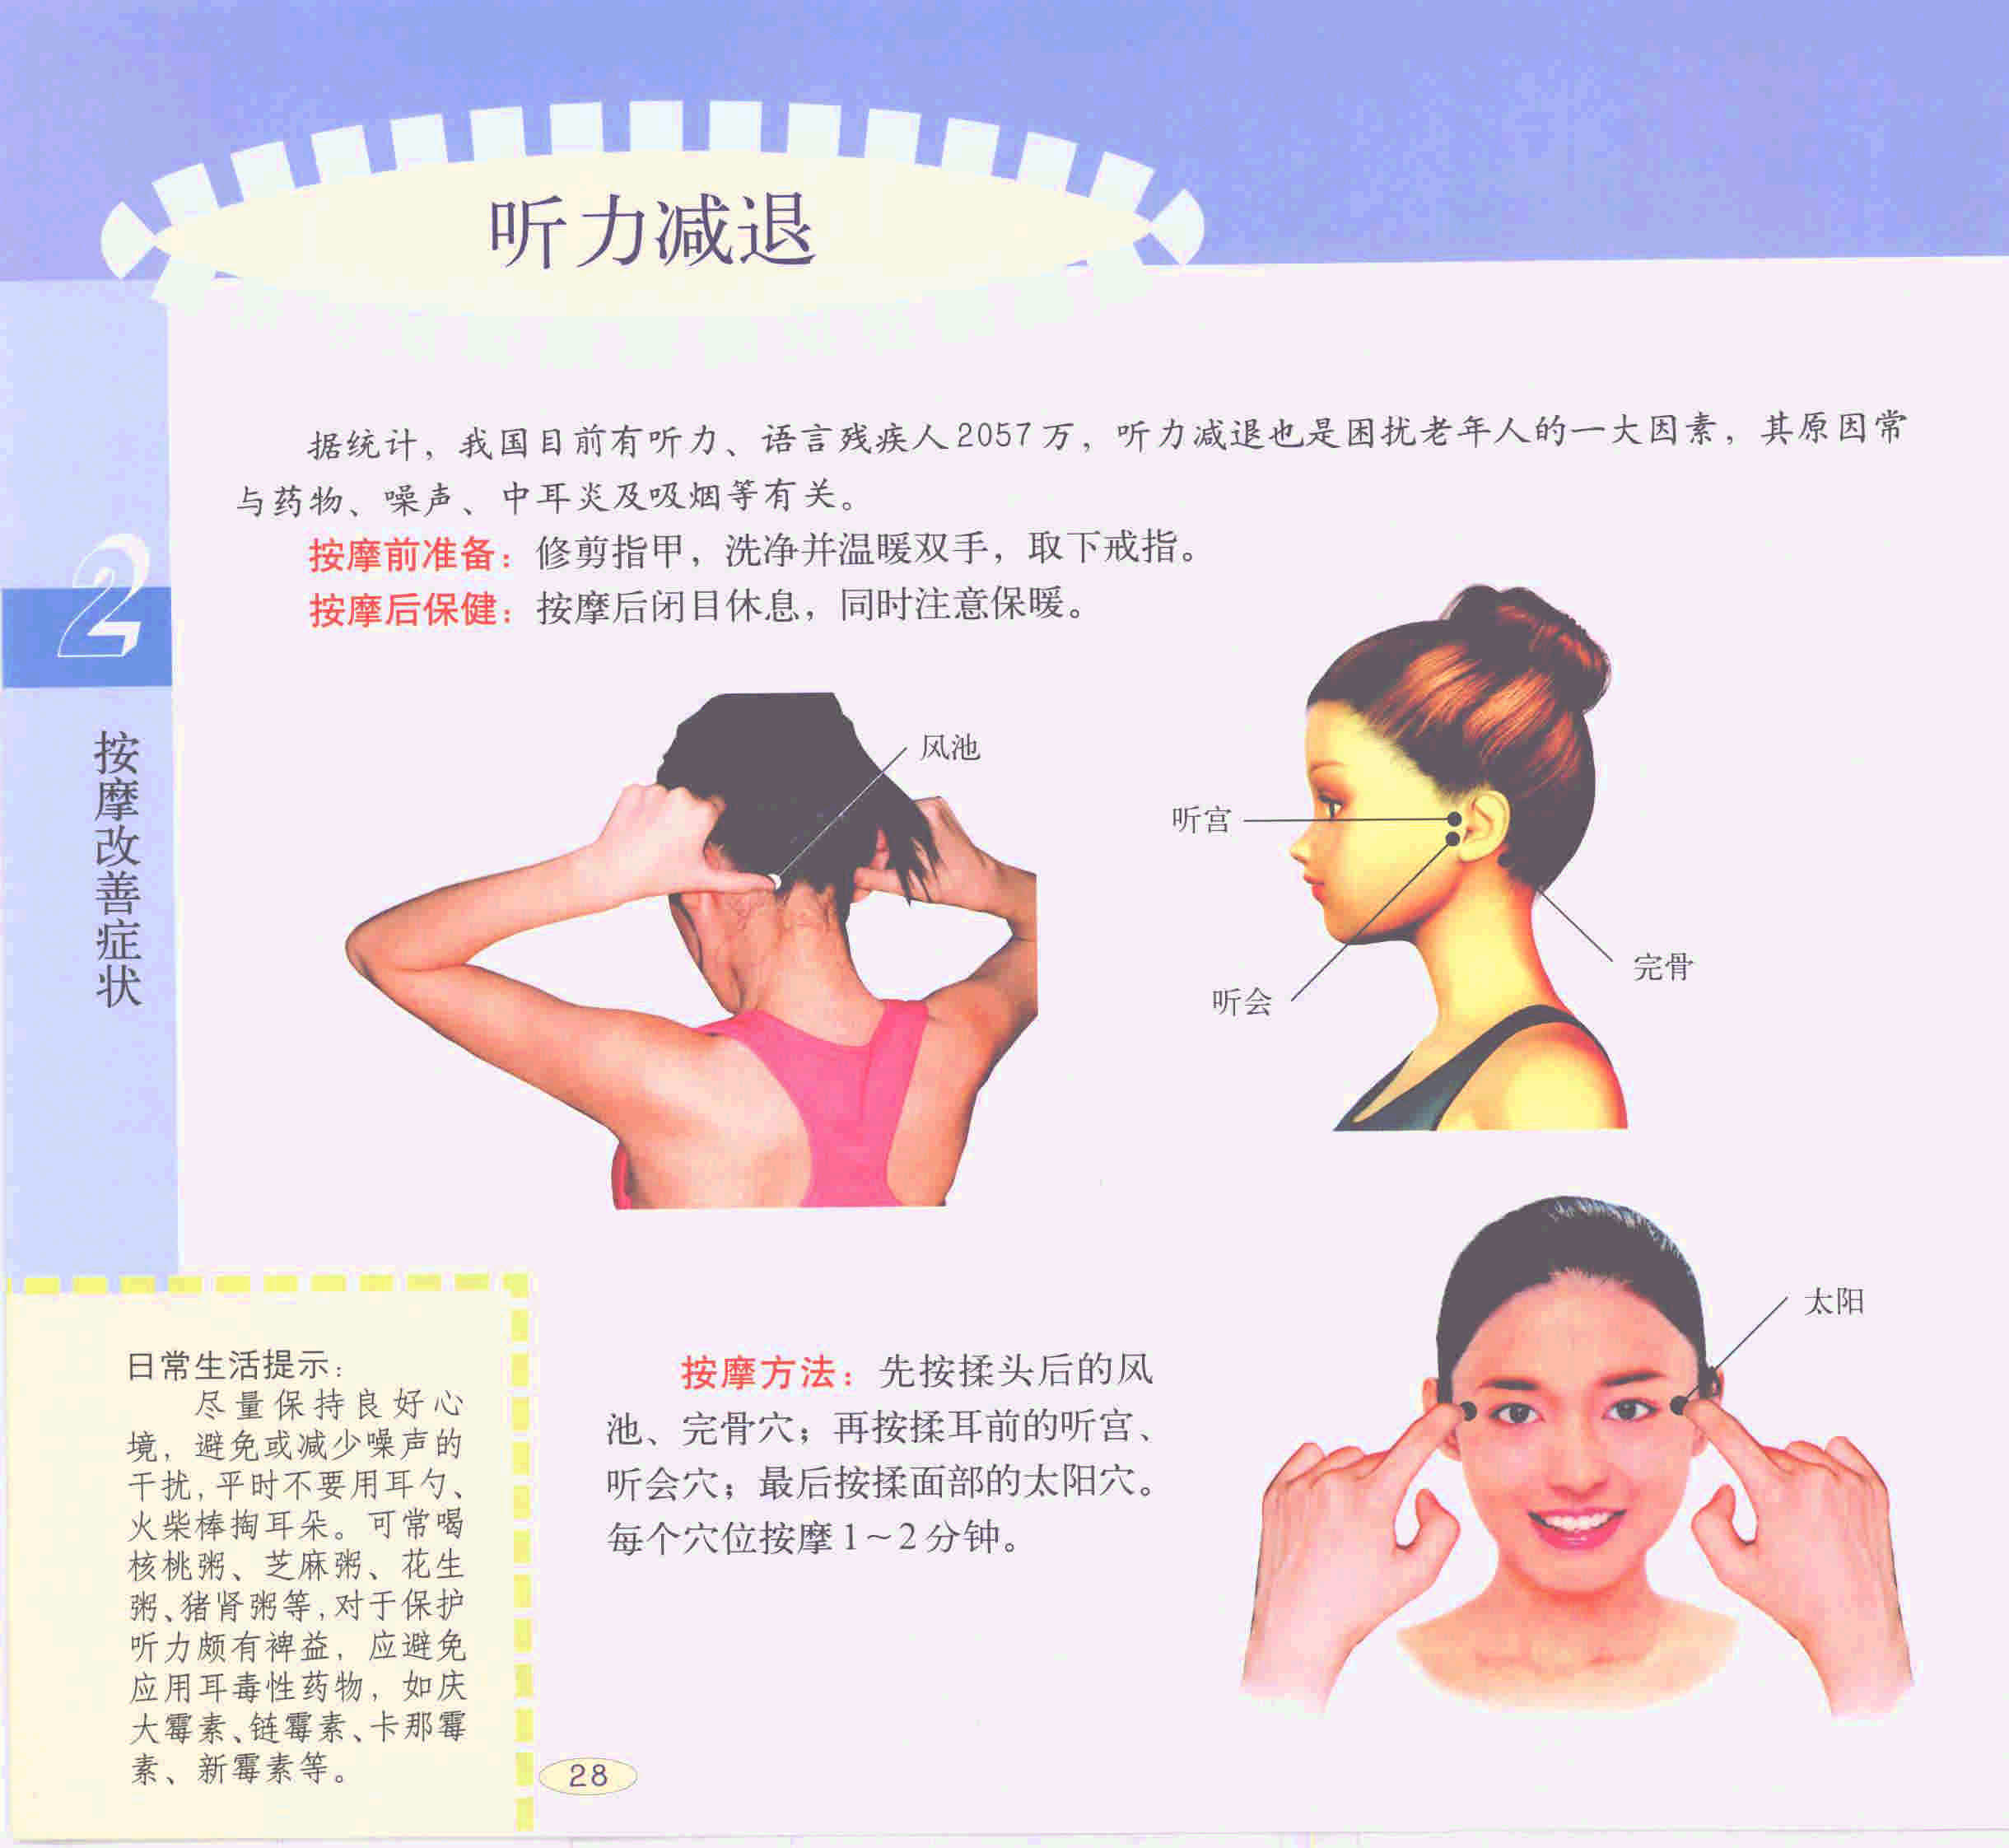 听力减退
据统计，我国目前有听力、语言残疾人2057万，听力减退也是困扰老年人的一大因素，其原因常
与药物、噪声、中耳炎及吸烟等有关。
按摩前准备：修剪指甲，洗净并温暖双手，取下戒指。
按摩后保健：按摩后闭目休息，同时注意保暖。
2
按摩改善症状
风池
听宫
听会
完骨
太阳
按摩方法：先按揉头后的风
池、完骨穴；再按揉耳前的听宫、
听会穴；最后按揉面部的太阳穴。
每个穴位按摩1～2分钟。
日常生活提示：
尽量保持良好心
境，避免或减少噪声的
干扰，平时不要用耳勺、
火柴棒掏耳朵。可常喝
核桃粥、芝麻粥、花生
粥、猪肾粥等，对于保护
听力颇有裨益，应避免
应用耳毒性药物，如庆
大霉素、链霉素、卡那霉
素、新霉素等。
28